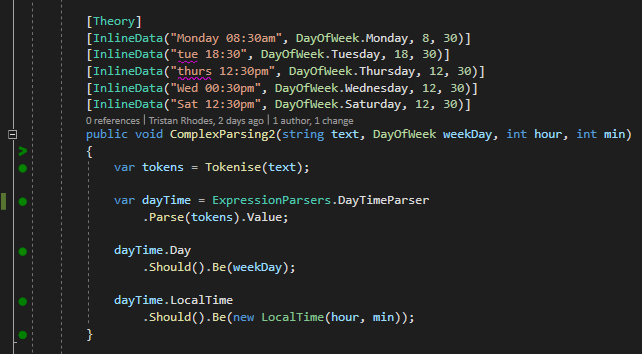 [Theory]
[InlineData("Monday 08:30am", DayOfWeek.Monday, 8, 30)]
[InlineData("tue 18:30", DayOfWeek.Tuesday, 18, 30)]
[InlineData("thurs 12:30pm", DayOfWeek.Thursday, 12, 30)]
[InlineData("Wed 00:30pm", DayOfWeek.Wednesday, 12, 30)]
[InlineData("Sat 12:30pm", DayOfWeek.Saturday, 12, 30)]
0 references | Tristan Rhodes, 2 days ago | 1 author, 1 change
public void ComplexParsing2(string text, DayOfWeek weekDay, int hour, int min)
{
var tokens = Tokenise(text);
var dayTime = ExpressionParsers.DayTimeParser
.Parse(tokens).Value;
dayTime.Day
.Should().Be(weekDay);
dayTime.LocalTime
.Should().Be(new LocalTime(hour, min));
}